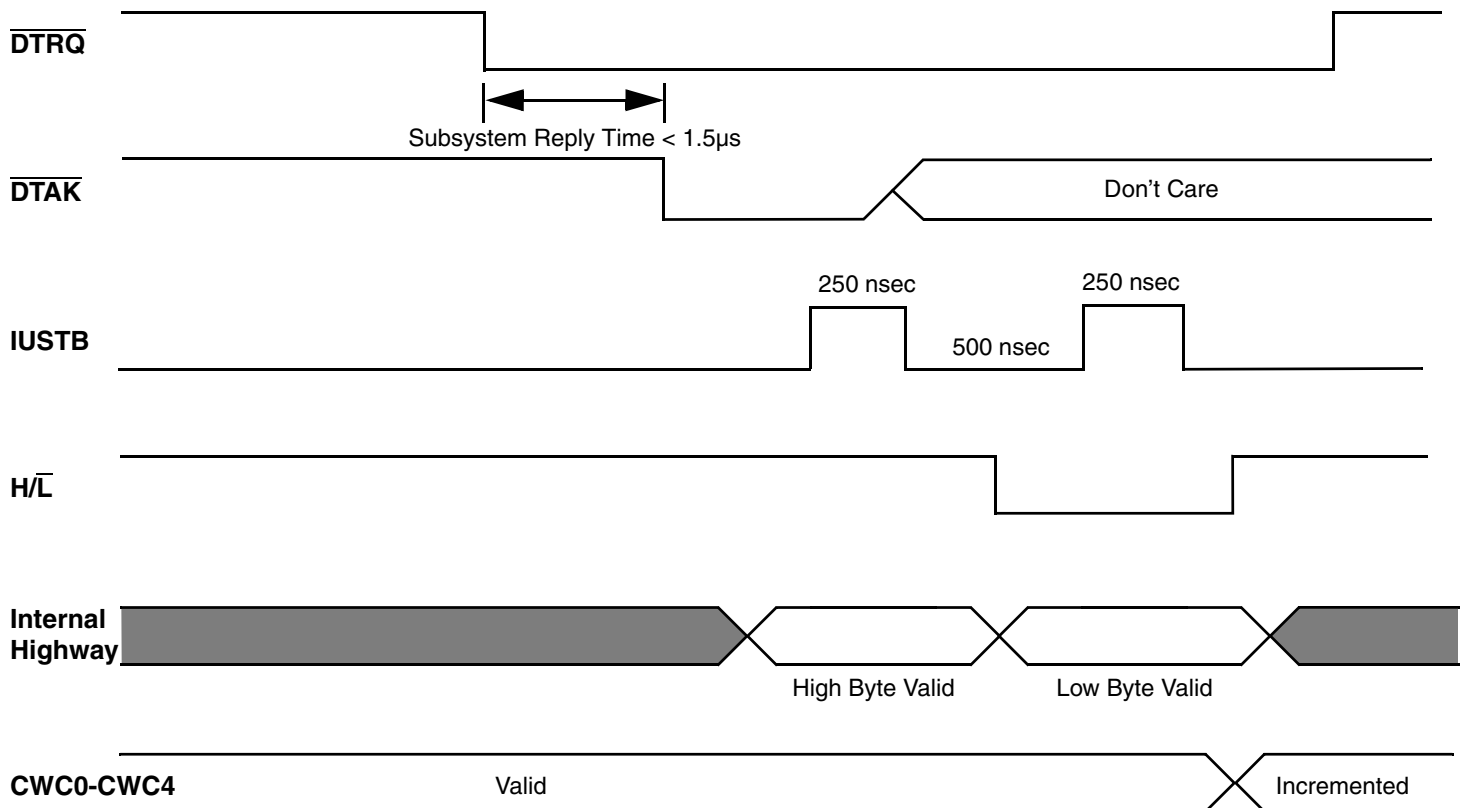 DTRQ
Subsystem Reply Time < 1.5µs
DTAK
Don't Care
250 nsec
250 nsec
IUSTB
500 nsec
H/L
Internal
Highway
High Byte Valid
Low Byte Valid
CWC0-CWC4
Valid
Incremented